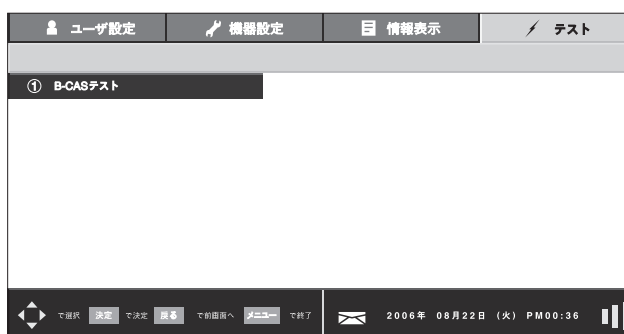 ユーザ設定 機器設定 情報表示 テスト
① B-CASテスト
で選択 決定 で決定 戻る で前画面へ メニュー で終了 2006年 08月22日 (火) PM00:36